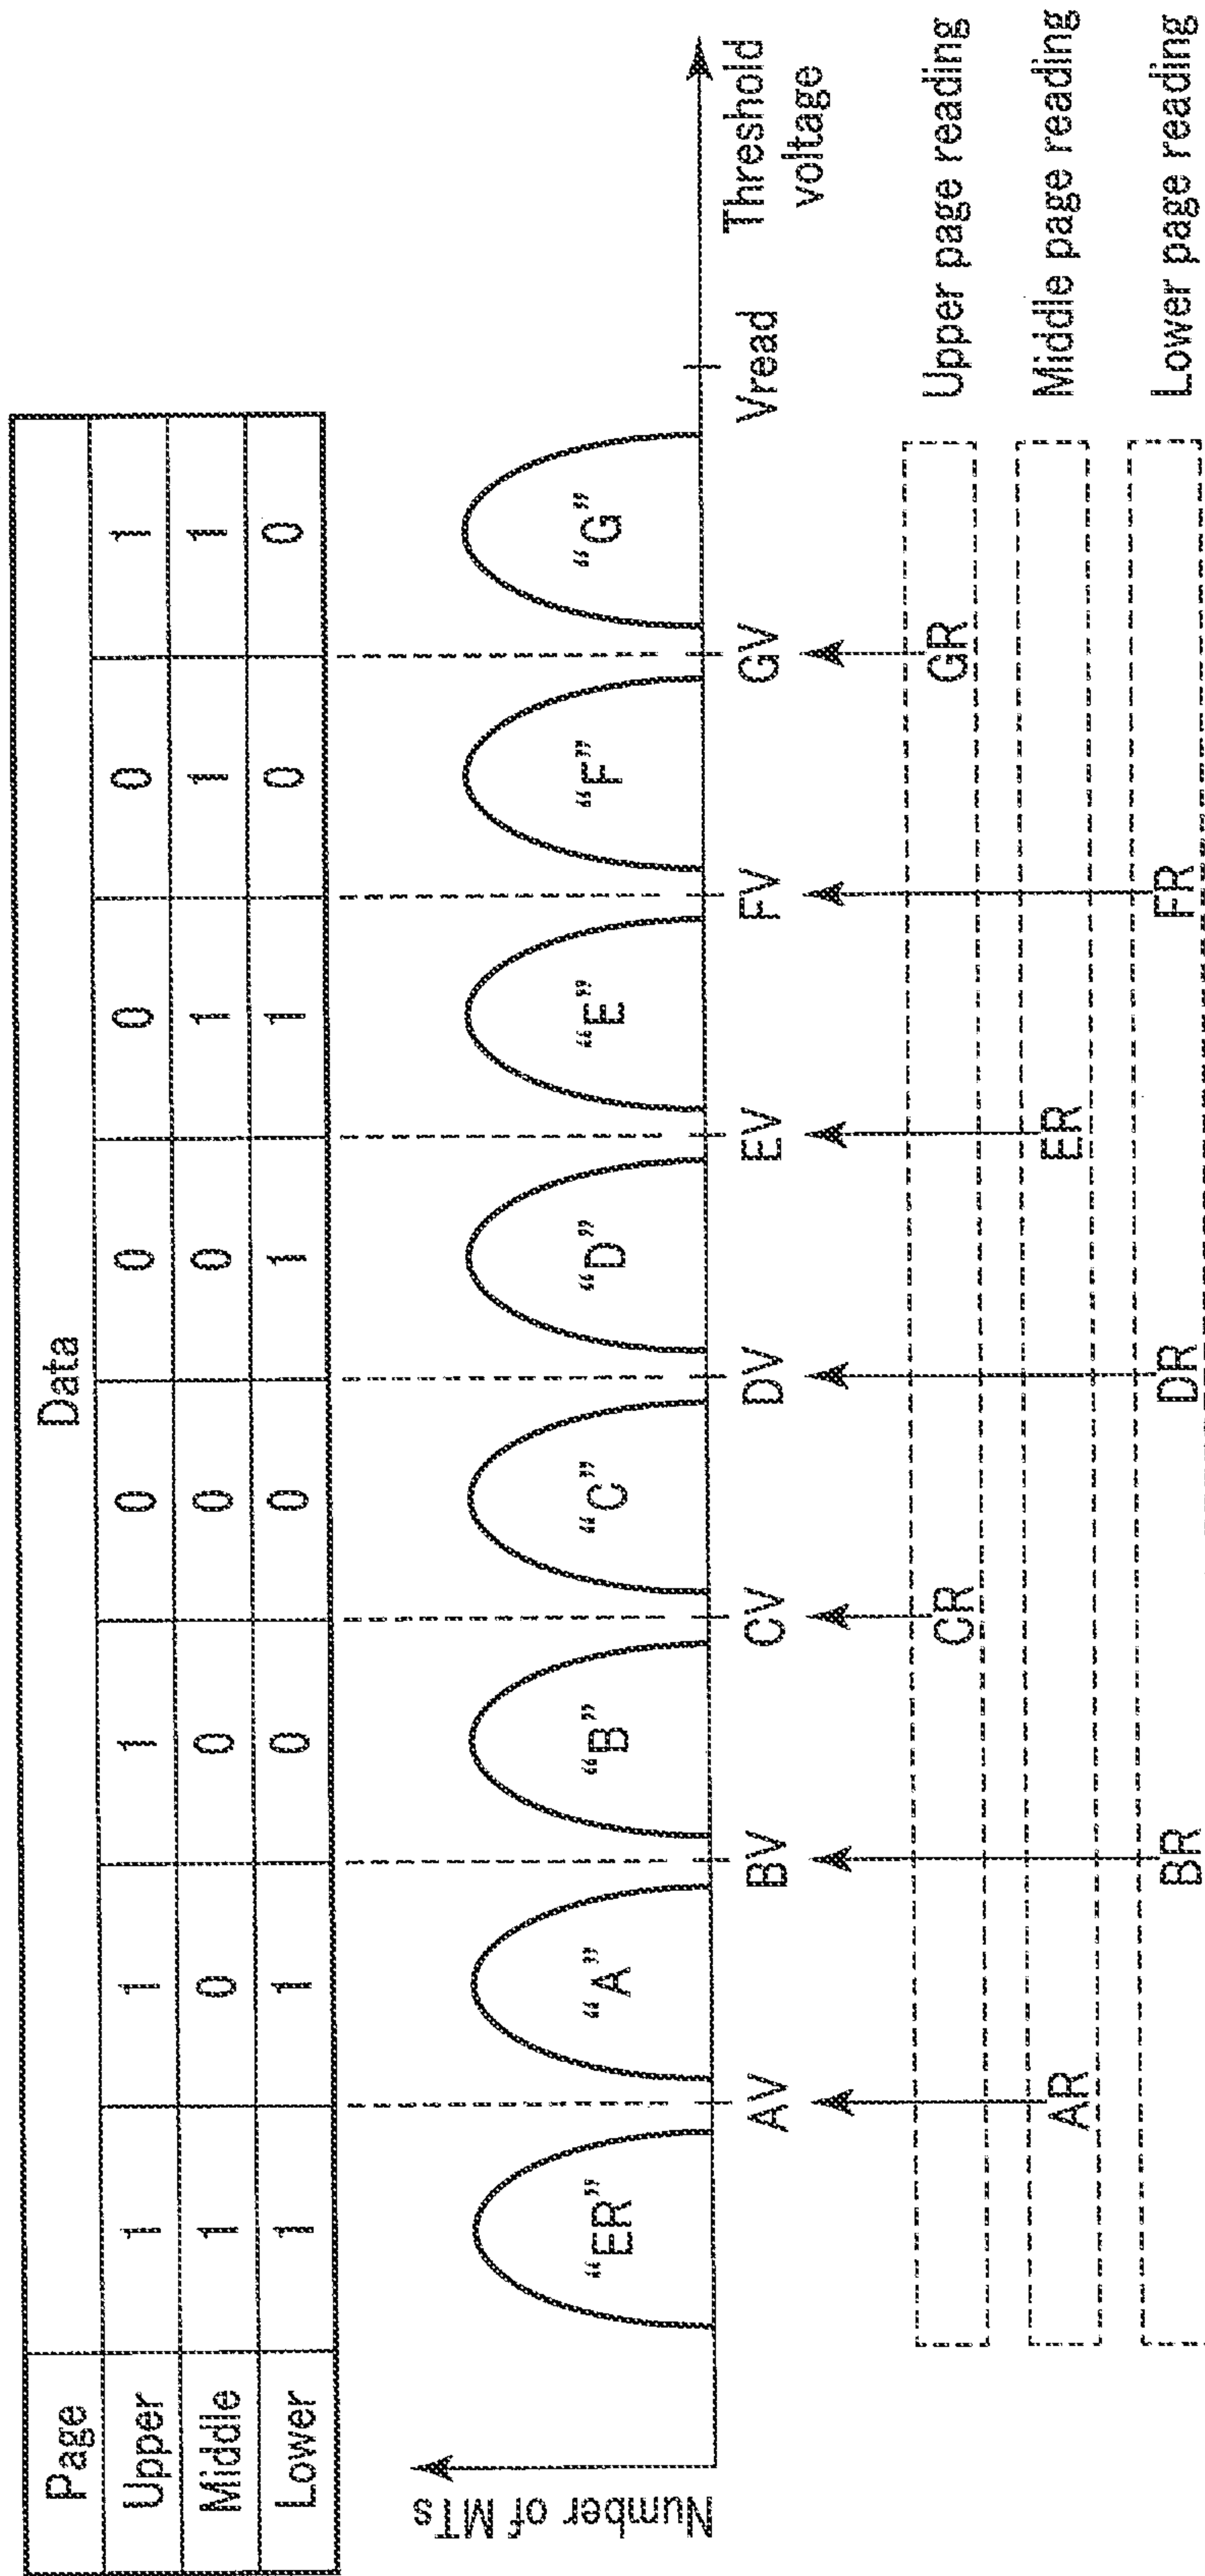 Page Data
Upper 1 1 1 0 0 0 0 1
Middle 1 0 0 0 0 1 1 1
Lower 1 1 0 0 1 1 0 0
Number of MTs
“ER” “A” “B” “C” “D” “E” “F” “G”
AV BV CV DV EV FV GV Vread Threshold
voltage
CR GR Upper page reading
AR ER Middle page reading
BR DR FR Lower page reading